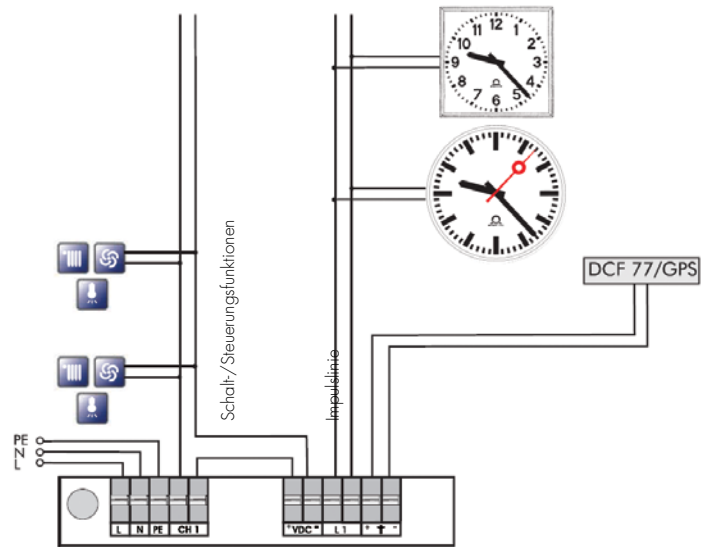 11 12 1
10 2
9 3
8 4
7 6 5
DCF 77/GPS
Schalt-/Steuerungsfunktionen
Impulslinie
PE
N
L
L N PE CH 1 + VDC = L 1 + -